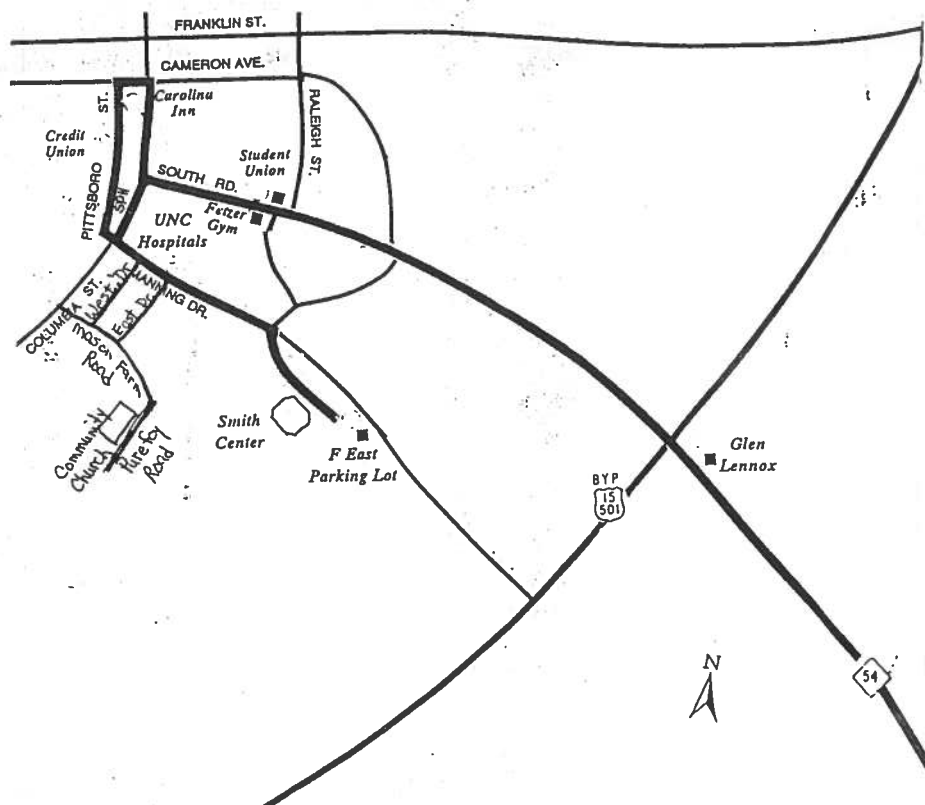 FRANKLIN ST.
CAMERON AVE.
Carolina
Inn
ST.
PITTSBORO
Credit
Union
RALEIGH ST.
Student
Union
SOUTH RD.
SPH
Fetzer
Gym
UNC
Hospitals
COLUMBIA ST.
West Dr.
East Dr.
MANNING DR.
Mason Farm
Road
Community
Church
Purefoy
Road
Smith
Center
F East
Parking Lot
Glen
Lennox
BYP
15
501
N
54